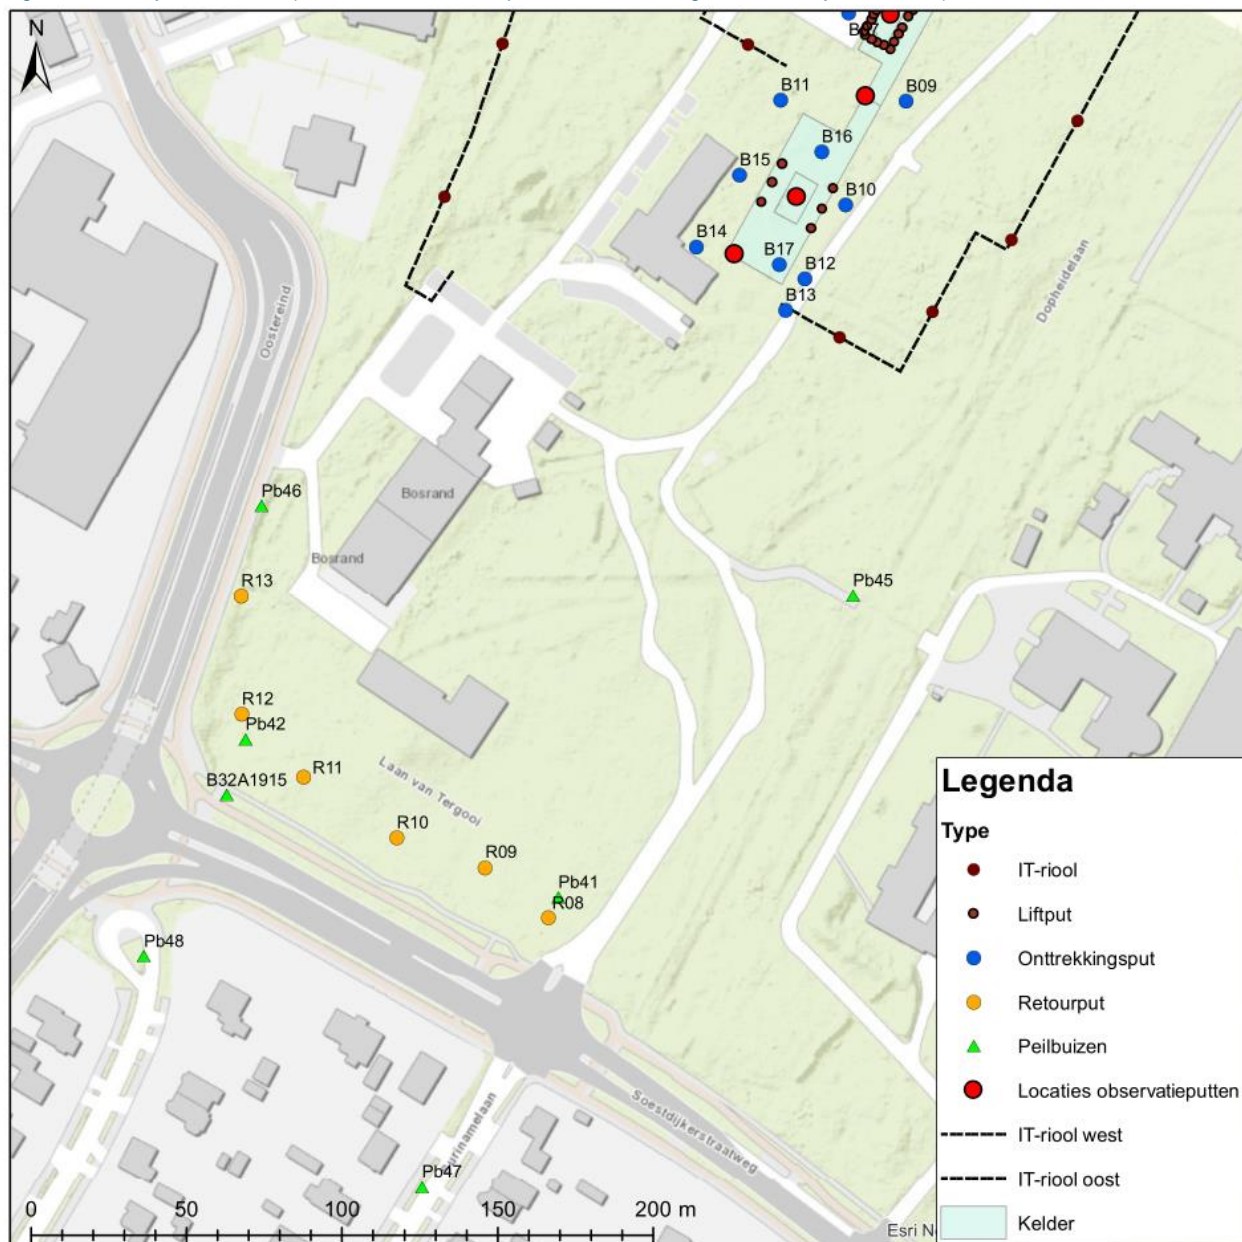 N
B11
B09
B16
B15
B10
B14
B17
B12
B13
Oostereind
Dopheidelaan
Pb46
Bosrand
Bosrand
R13
Pb45
R12
Pb42
R11
B32A1915
Laan van Tergooi
R10
R09
Pb41
R08
Pb48
Soestdijkerstraatweg
Pb47
0 50 100 150 200 m
Legenda
Type
IT-riool
Liftput
Onttrekkingsput
Retourput
Peilbuizen
Locaties observatieputten
IT-riool west
IT-riool oost
Kelder
Esri